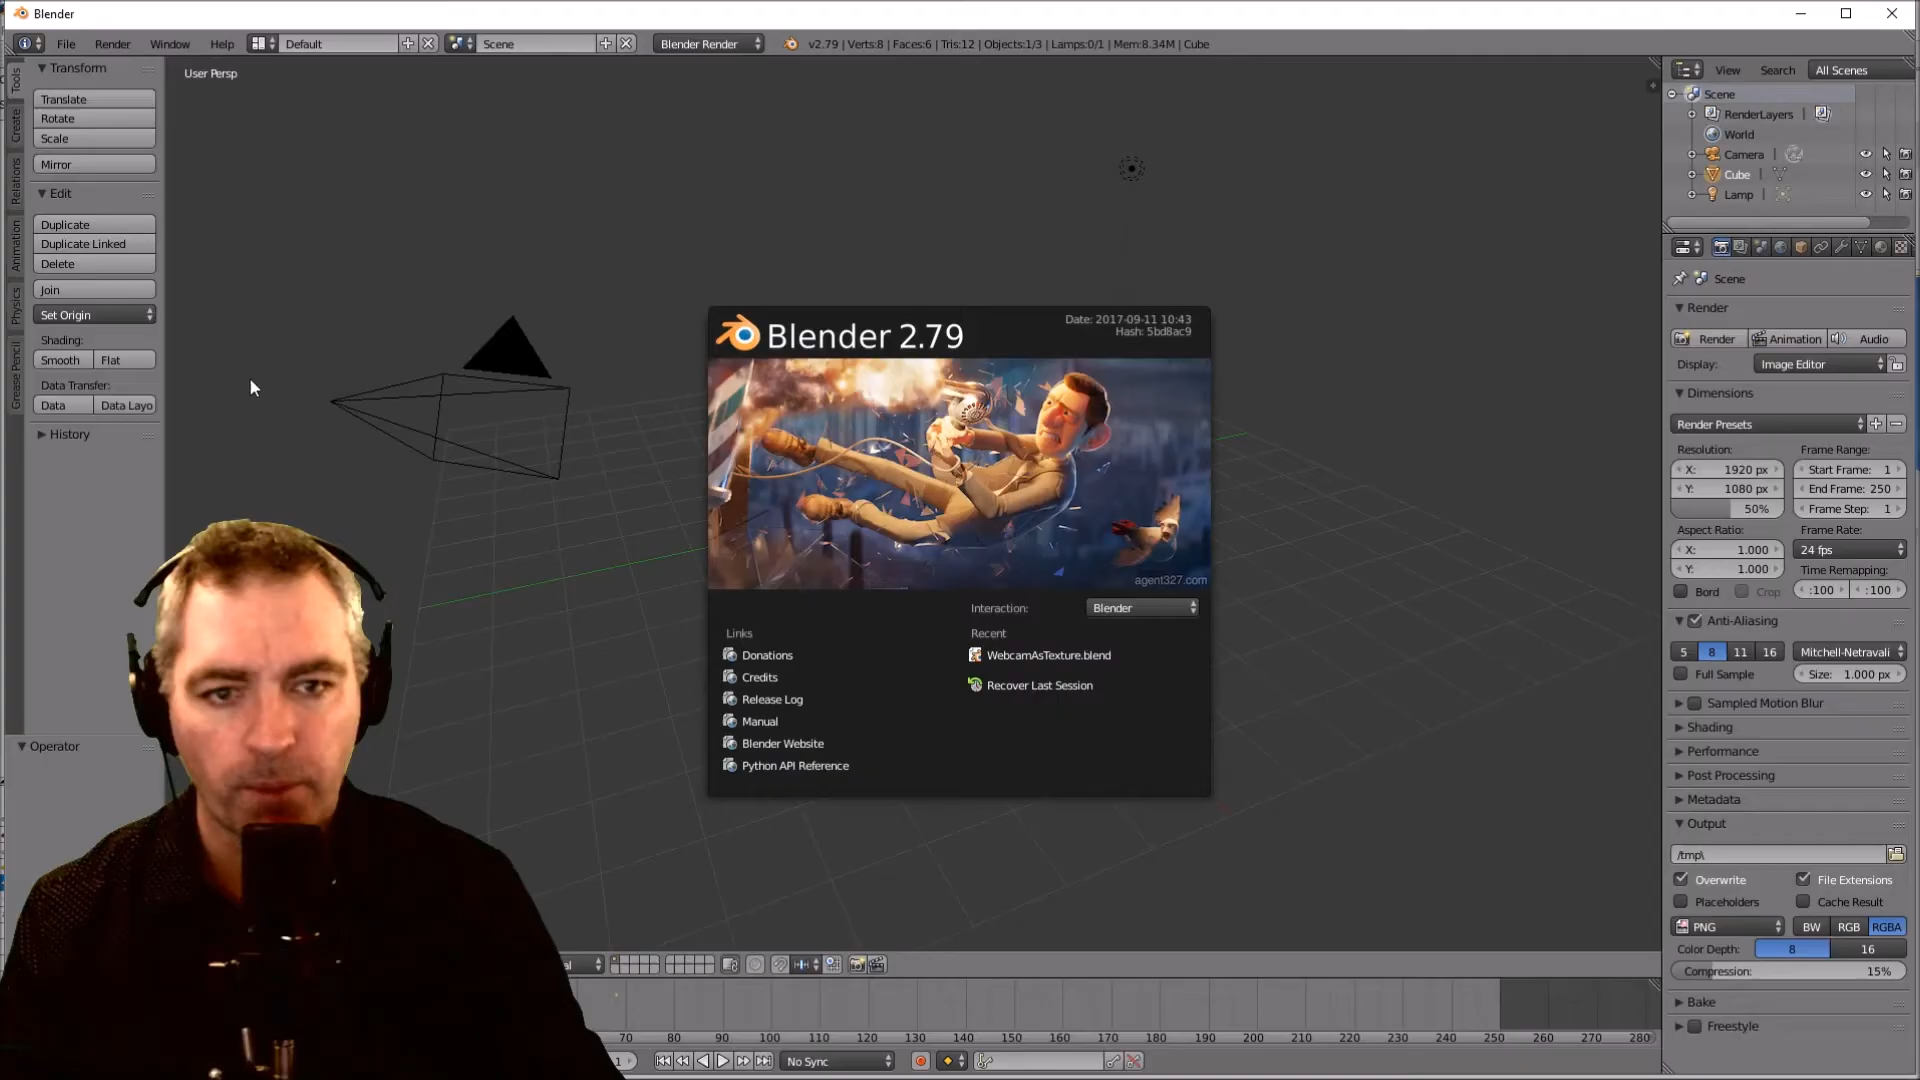 Blender
File Render Window Help Default Scene Blender Render v2.79 | Verts:8 | Faces:6 | Tris:12 | Objects:1/3 | Lamps:0/1 | Mem:8.34M | Cube
Tools
Create
Relations
Animation
Physics
Grease Pencil
Transform
Translate
Rotate
Scale
Mirror
Edit
Duplicate
Duplicate Linked
Delete
Join
Set Origin
Shading:
Smooth Flat
Data Transfer:
Data Data Layo
History
Operator
User Persp
Blender 2.79
Date: 2017-09-11 10:43
Hash: 5bd8ac9
agent327.com
Interaction: Blender
Links
Donations
Credits
Release Log
Manual
Blender Website
Python API Reference
Recent
WebcamAsTexture.blend
Recover Last Session
View Search All Scenes
Scene
RenderLayers
World
Camera
Cube
Lamp
Scene
Render
Render Animation Audio
Display: Image Editor
Dimensions
Render Presets
Resolution: Frame Range:
X: 1920 px Start Frame: 1
Y: 1080 px End Frame: 250
50% Frame Step: 1
Aspect Ratio: Frame Rate:
X: 1.000 24 fps
Y: 1.000 Time Remapping:
Bord Crop :100 :100
Anti-Aliasing
5 8 11 16 Mitchell-Netravali
Full Sample Size: 1.000 px
Sampled Motion Blur
Shading
Performance
Post Processing
Metadata
Output
/tmp\
Overwrite File Extensions
Placeholders Cache Result
PNG BW RGB RGBA
Color Depth: 8 16
Compression: 15%
Bake
Freestyle
al
70 80 90 100 110 120 130 140 150 160 170 180 190 200 210 220 230 240 250 260 270 280
1 No Sync